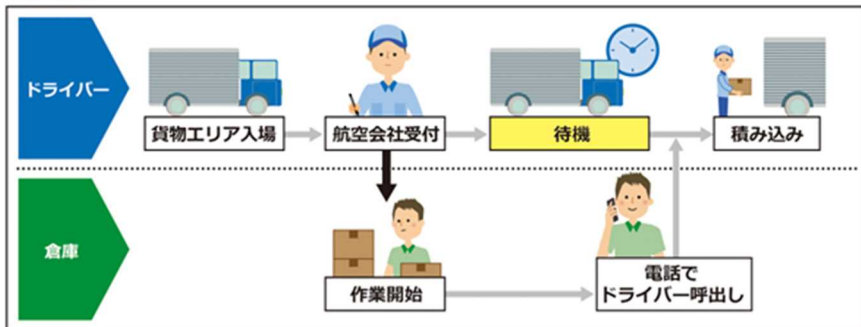 ドライバー
貨物エリア入場
航空会社受付
待機
積み込み
倉庫
作業開始
電話で
ドライバー呼出し